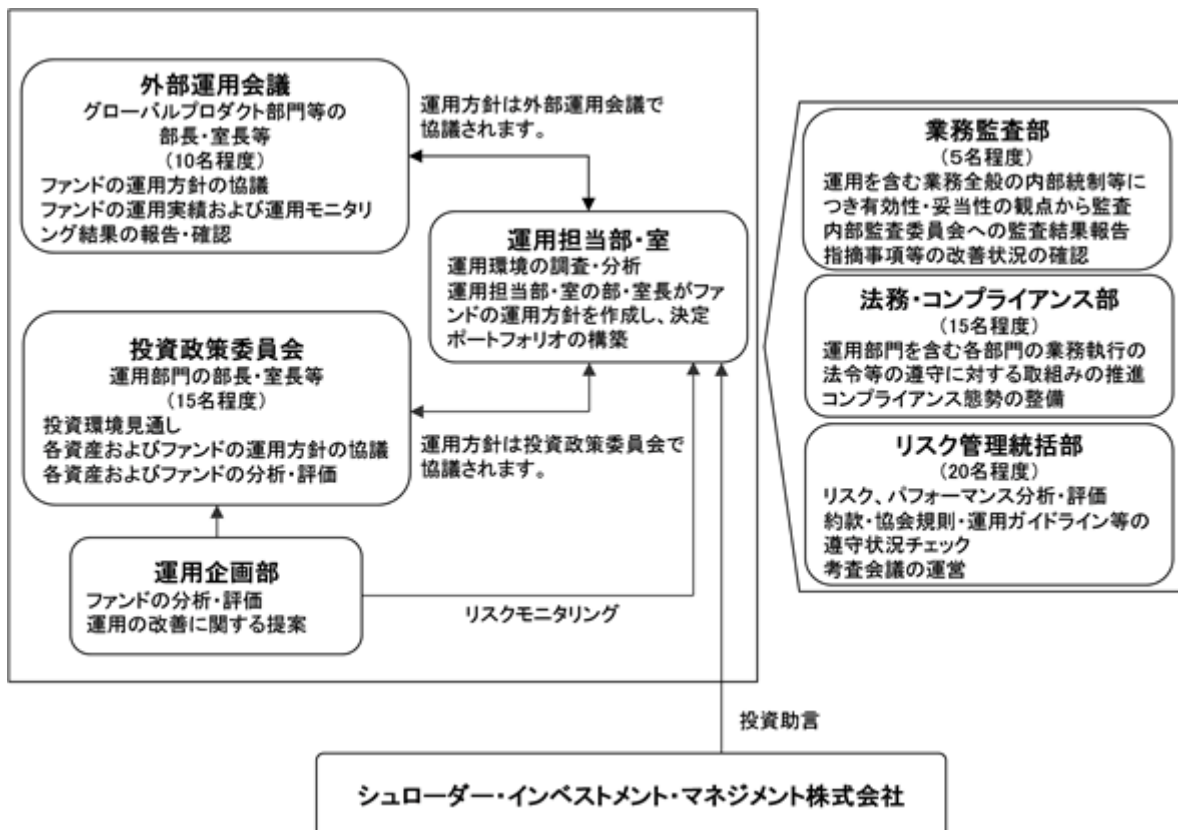 外部運用会議
グローバルプロダクト部門等の
部長・室長等
(10名程度)
ファンドの運用方針の協議
ファンドの運用実績および運用モニタリ
ング結果の報告・確認
運用方針は外部運用会議で
協議されます。
運用担当部・室
運用環境の調査・分析
運用担当部・室の部・室長がファ
ンドの運用方針を作成し、決定
ポートフォリオの構築
投資政策委員会
運用部門の部長・室長等
(15名程度)
投資環境見通し
各資産およびファンドの運用方針の協議
各資産およびファンドの分析・評価
運用方針は投資政策委員会で
協議されます。
運用企画部
ファンドの分析・評価
運用の改善に関する提案
リスクモニタリング
業務監査部
(5名程度)
運用を含む業務全般の内部統制等に
つき有効性・妥当性の観点から監査
内部監査委員会への監査結果報告
指摘事項等の改善状況の確認
法務・コンプライアンス部
(15名程度)
運用部門を含む各部門の業務執行の
法令等の遵守に対する取組みの推進
コンプライアンス態勢の整備
リスク管理統括部
(20名程度)
リスク、パフォーマンス分析・評価
約款・協会規則・運用ガイドライン等の
遵守状況チェック
考査会議の運営
投資助言
シュローダー・インベストメント・マネジメント株式会社